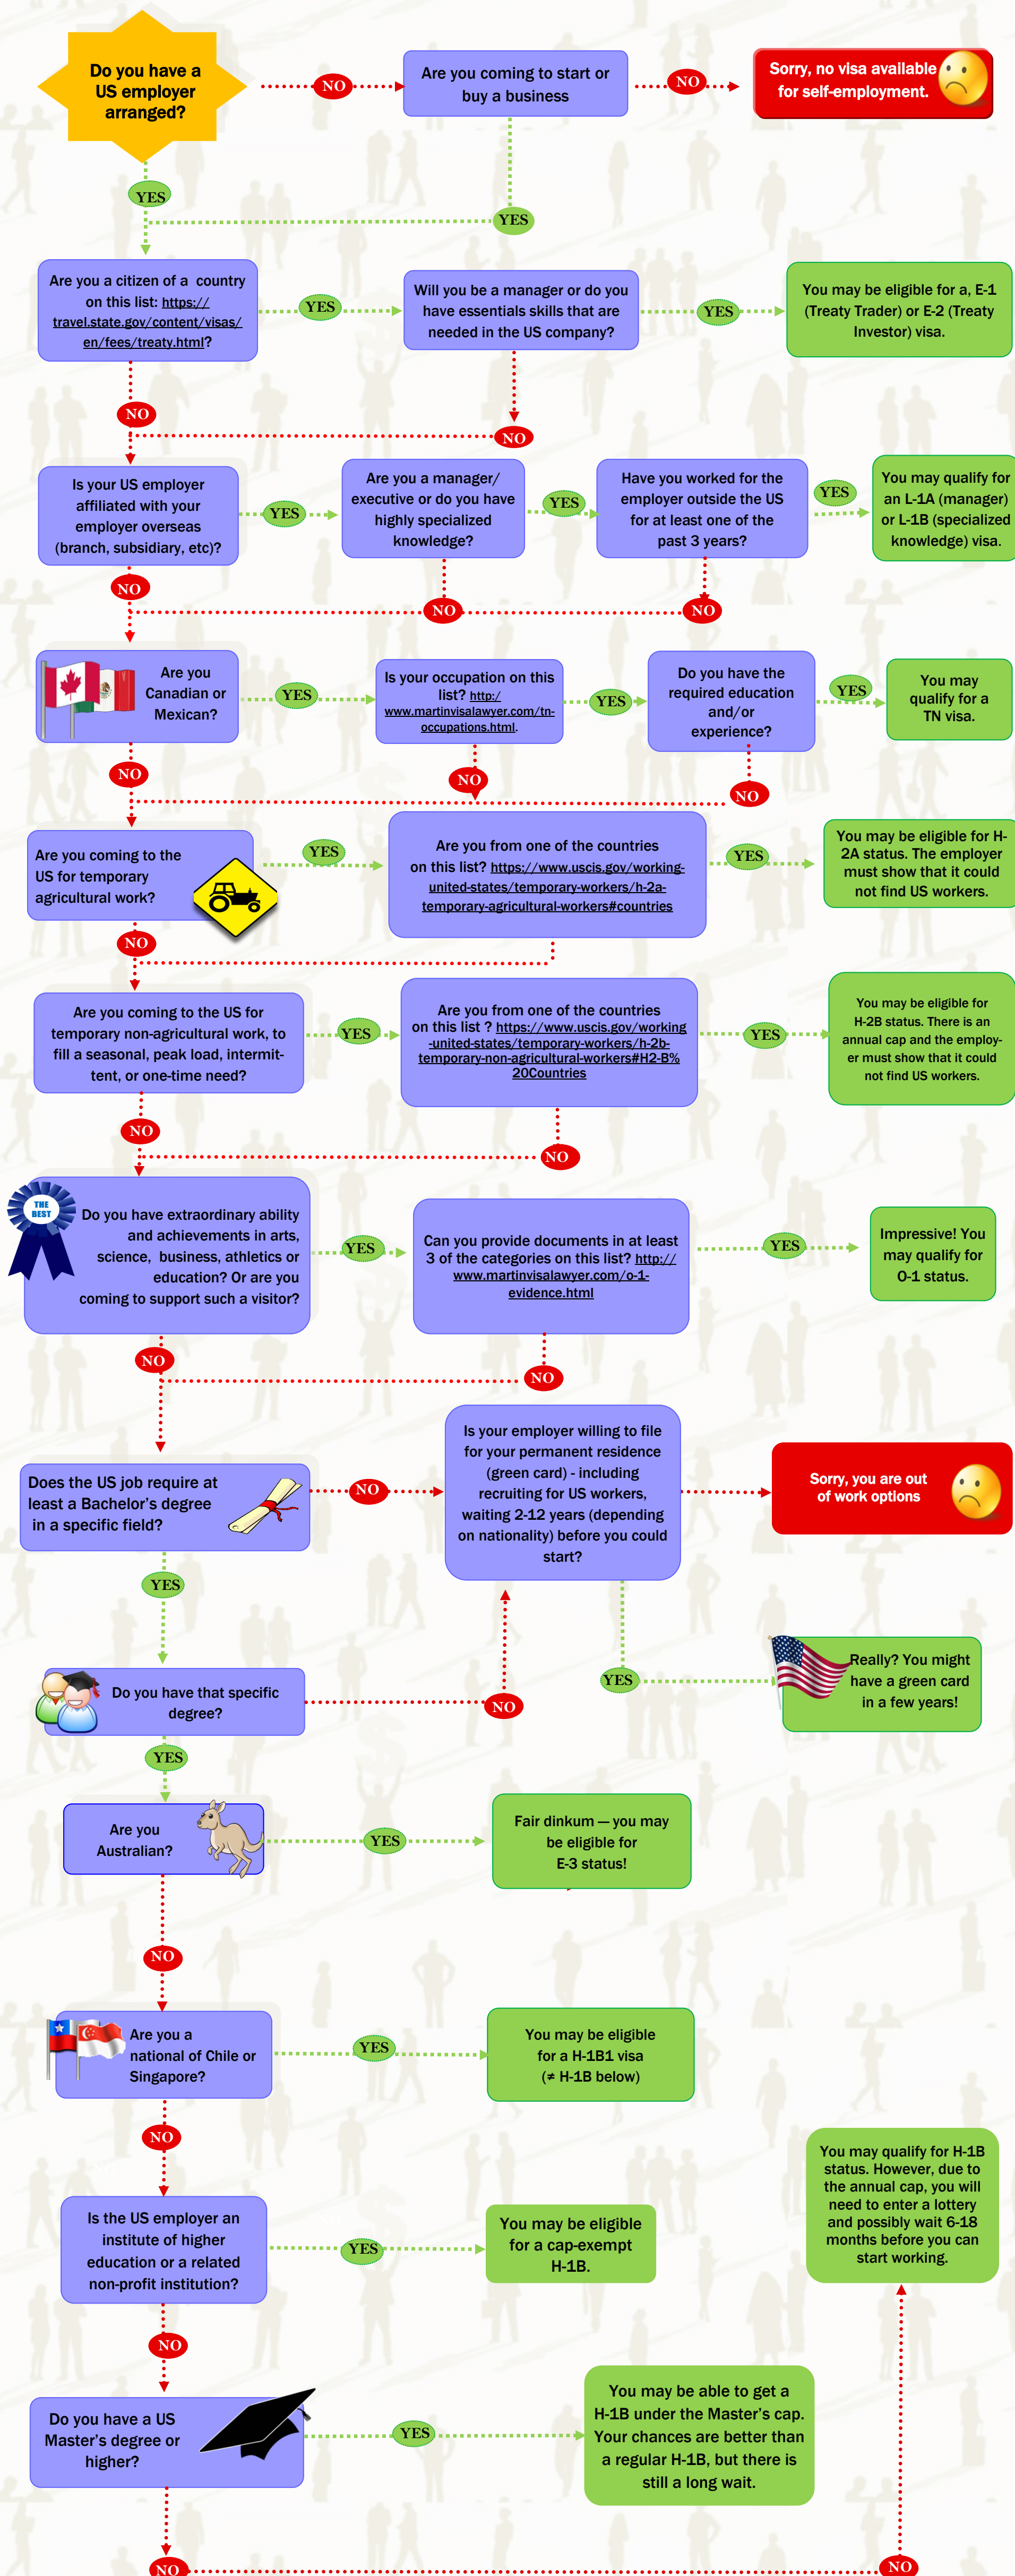 Do you have a
US employer
arranged?
NO
Are you coming to start or
buy a business
NO
Sorry, no visa available
for self-employment.
YES
YES
Are you a citizen of a country
on this list: https://
travel.state.gov/content/visas/
en/fees/treaty.html?
YES
Will you be a manager or do you
have essentials skills that are
needed in the US company?
YES
You may be eligible for a, E-1
(Treaty Trader) or E-2 (Treaty
Investor) visa.
NO
NO
Is your US employer
affiliated with your
employer overseas
(branch, subsidiary, etc)?
YES
Are you a manager/
executive or do you have
highly specialized
knowledge?
YES
Have you worked for the
employer outside the US
for at least one of the
past 3 years?
YES
You may qualify for
an L-1A (manager)
or L-1B (specialized
knowledge) visa.
NO
NO
NO
Are you
Canadian or
Mexican?
YES
Is your occupation on this
list? http:/
www.martinvisalawyer.com/tn-
occupations.html.
YES
Do you have the
required education
and/or
experience?
YES
You may
qualify for a
TN visa.
NO
NO
NO
Are you coming to the
US for temporary
agricultural work?
YES
Are you from one of the countries
on this list? https://www.uscis.gov/working-
united-states/temporary-workers/h-2a-
temporary-agricultural-workers#countries
YES
You may be eligible for H-
2A status. The employer
must show that it could
not find US workers.
NO
Are you coming to the US for
temporary non-agricultural work, to
fill a seasonal, peak load, intermit-
tent, or one-time need?
YES
Are you from one of the countries
on this list ? https://www.uscis.gov/working
-united-states/temporary-workers/h-2b-
temporary-non-agricultural-workers#H2-B%
20Countries
YES
You may be eligible for
H-2B status. There is an
annual cap and the employ-
er must show that it could
not find US workers.
NO
NO
THE
BEST
Do you have extraordinary ability
and achievements in arts,
science, business, athletics or
education? Or are you
coming to support such a visitor?
YES
Can you provide documents in at least
3 of the categories on this list? http://
www.martinvisalawyer.com/o-1-
evidence.html
YES
Impressive! You
may qualify for
O-1 status.
NO
NO
Does the US job require at
least a Bachelor's degree
in a specific field?
NO
Is your employer willing to file
for your permanent residence
(green card) - including
recruiting for US workers,
waiting 2-12 years (depending
on nationality) before you could
start?
Sorry, you are out
of work options
YES
Do you have that specific
degree?
NO
YES
Really? You might
have a green card
in a few years!
YES
Are you
Australian?
YES
Fair dinkum — you may
be eligible for
E-3 status!
NO
Are you a
national of Chile or
Singapore?
YES
You may be eligible
for a H-1B1 visa
(≠ H-1B below)
NO
Is the US employer an
institute of higher
education or a related
non-profit institution?
YES
You may be eligible
for a cap-exempt
H-1B.
You may qualify for H-1B
status. However, due to
the annual cap, you will
need to enter a lottery
and possibly wait 6-18
months before you can
start working.
NO
Do you have a US
Master's degree or
higher?
YES
You may be able to get a
H-1B under the Master's cap.
Your chances are better than
a regular H-1B, but there is
still a long wait.
NO
NO